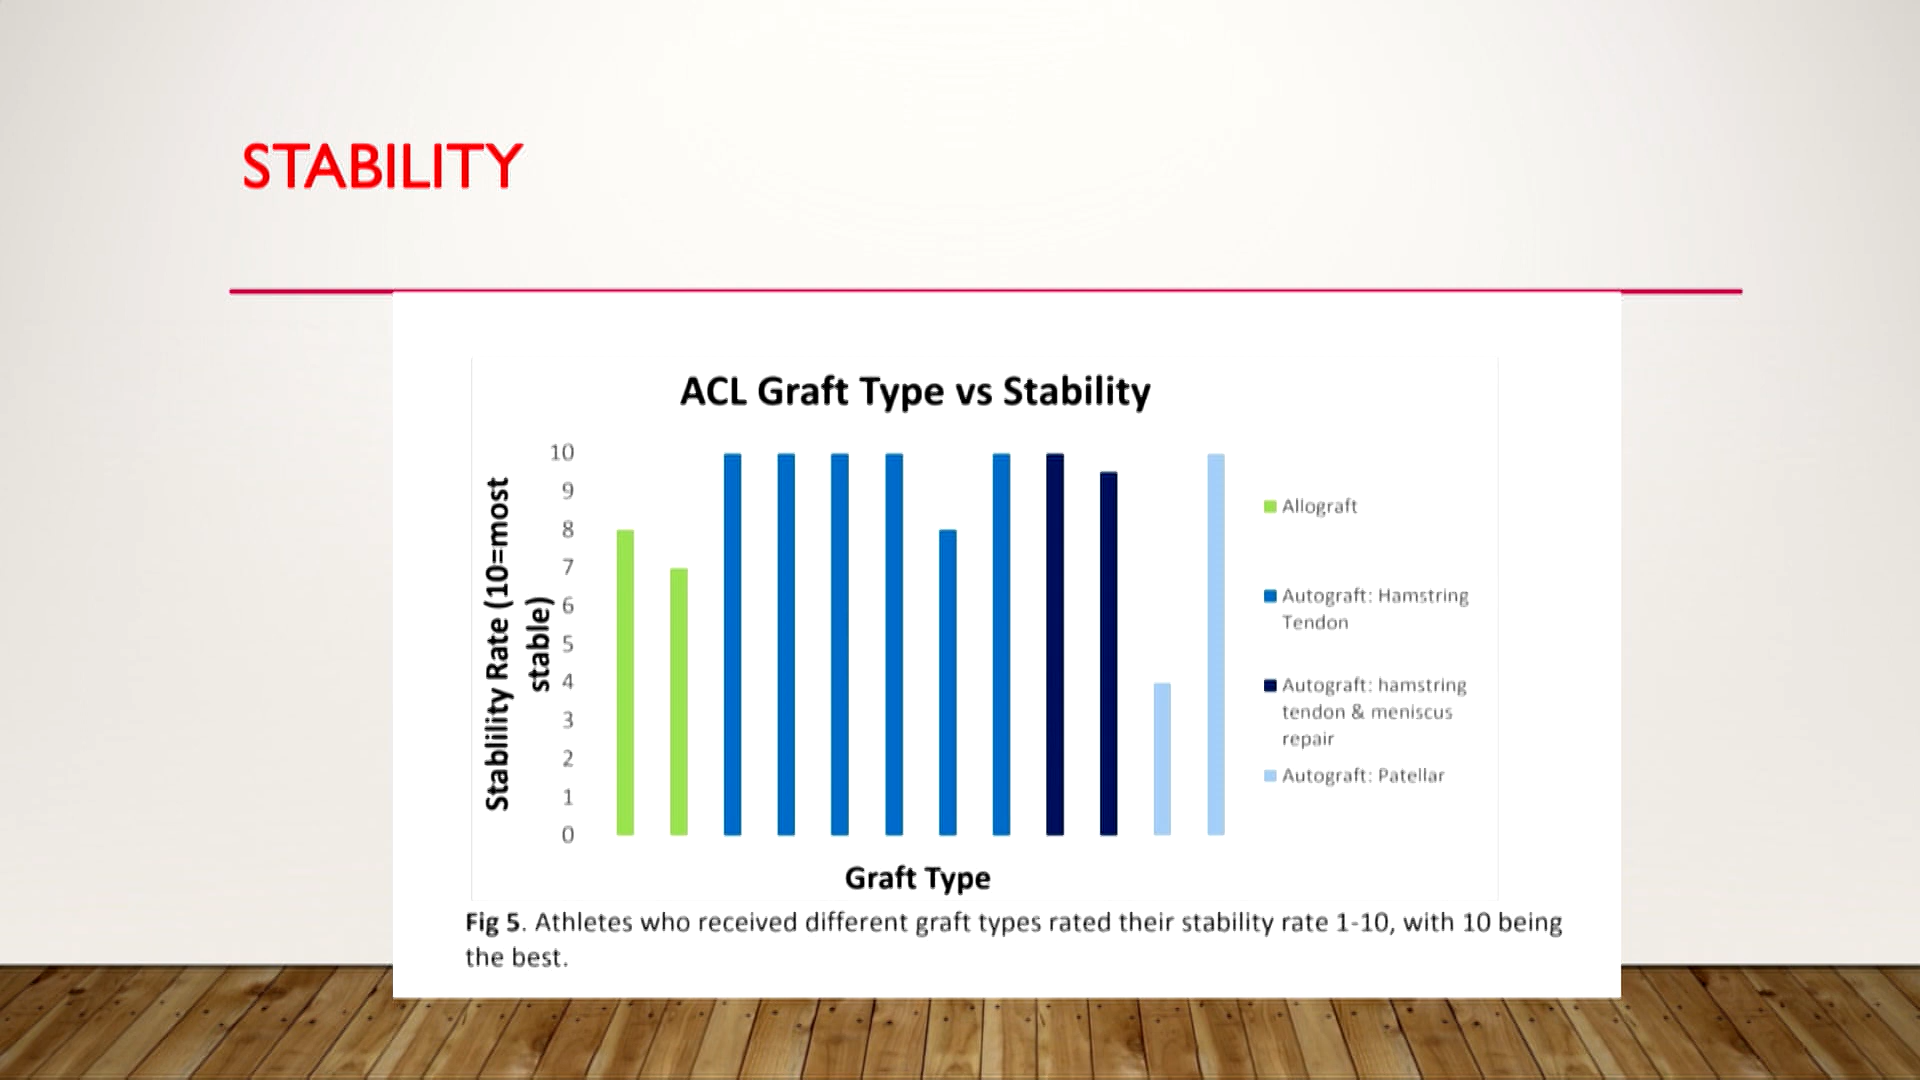 STABILITY
ACL Graft Type vs Stability
Stablility Rate (10=most
stable)
10
9
8
7
6
5
4
3
2
1
0
Graft Type
Allograft
Autograft: Hamstring
Tendon
Autograft: hamstring
tendon & meniscus
repair
Autograft: Patellar
Fig 5. Athletes who received different graft types rated their stability rate 1-10, with 10 being
the best.